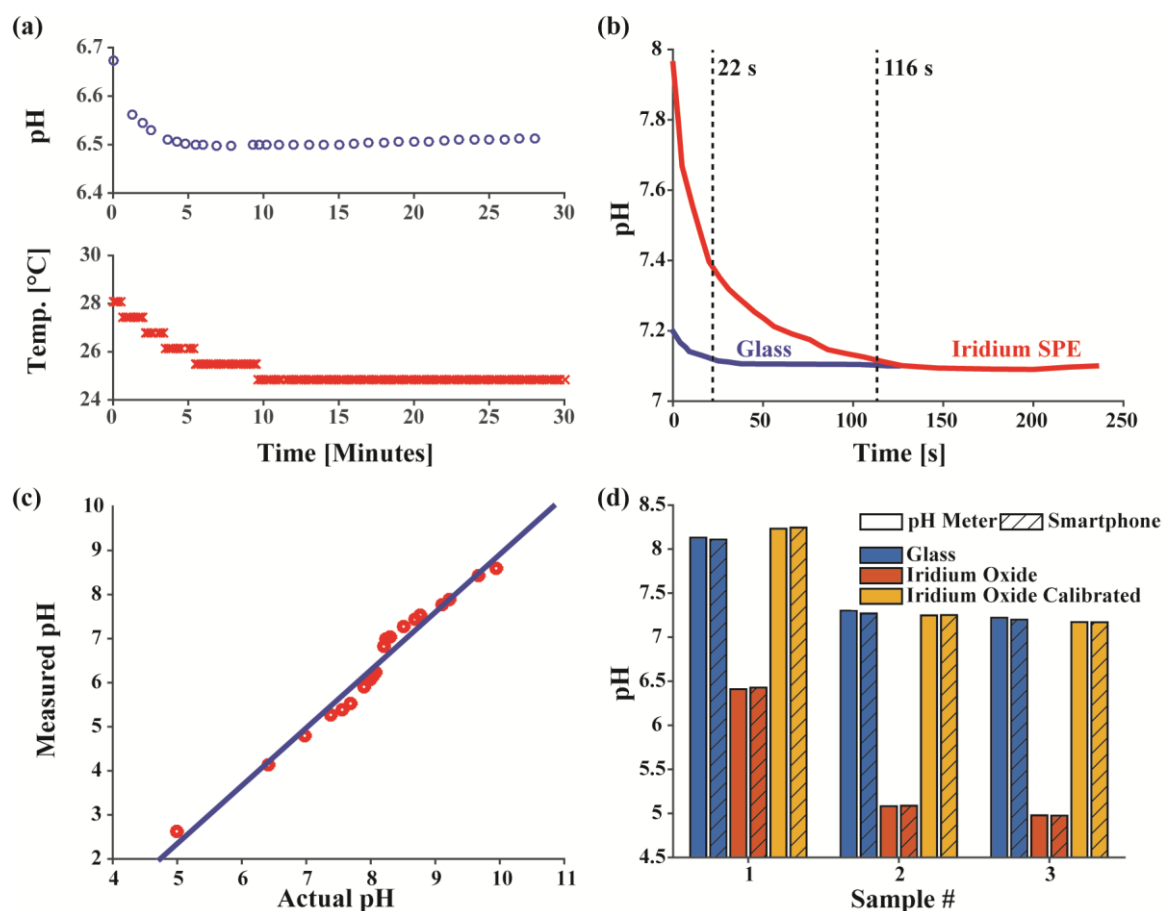 (a)
6.7
6.6
6.5
6.4
pH
0 5 10 15 20 25 30
30
28
26
24
Temp. [°C]
0 5 10 15 20 25 30
Time [Minutes]
(b)
8
7.8
7.6
7.4
7.2
7
pH
22 s
116 s
Glass
Iridium SPE
0 50 100 150 200 250
Time [s]
(c)
10
9
8
7
6
5
4
3
2
Measured pH
4 5 6 7 8 9 10 11
Actual pH
(d)
8.5
8
7.5
7
6.5
6
5.5
5
4.5
pH
pH Meter Smartphone
Glass
Iridium Oxide
Iridium Oxide Calibrated
1 2 3
Sample #